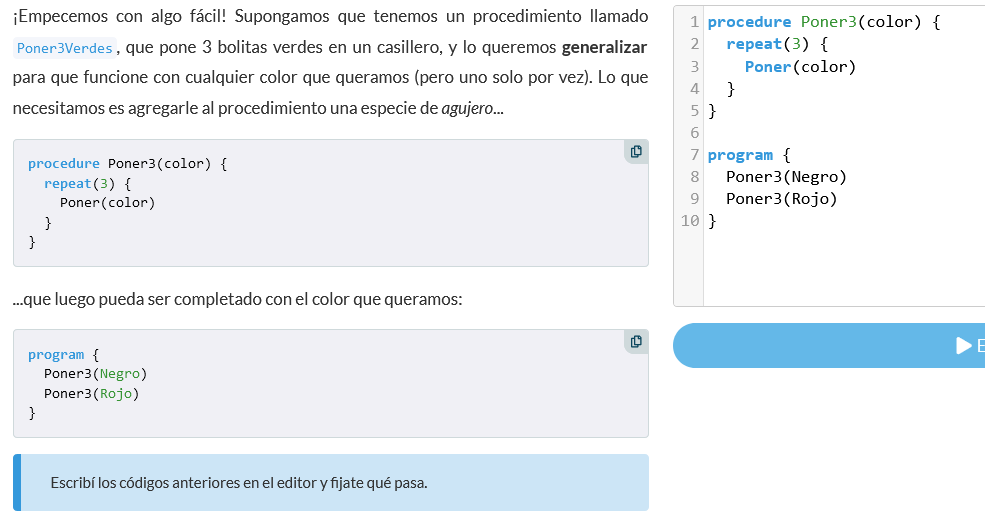 ¡Empecemos con algo fácil! Supongamos que tenemos un procedimiento llamado
Poner3Verdes, que pone 3 bolitas verdes en un casillero, y lo queremos generalizar
para que funcione con cualquier color que queramos (pero uno solo por vez). Lo que
necesitamos es agregarle al procedimiento una especie de agujero...
procedure Poner3(color) {
  repeat(3) {
    Poner(color)
  }
}
...que luego pueda ser completado con el color que queramos:
program {
  Poner3(Negro)
  Poner3(Rojo)
}
Escribí los códigos anteriores en el editor y fijate qué pasa.
1 procedure Poner3(color) {
2   repeat(3) {
3     Poner(color)
4   }
5 }
6
7 program {
8   Poner3(Negro)
9   Poner3(Rojo)
10 }